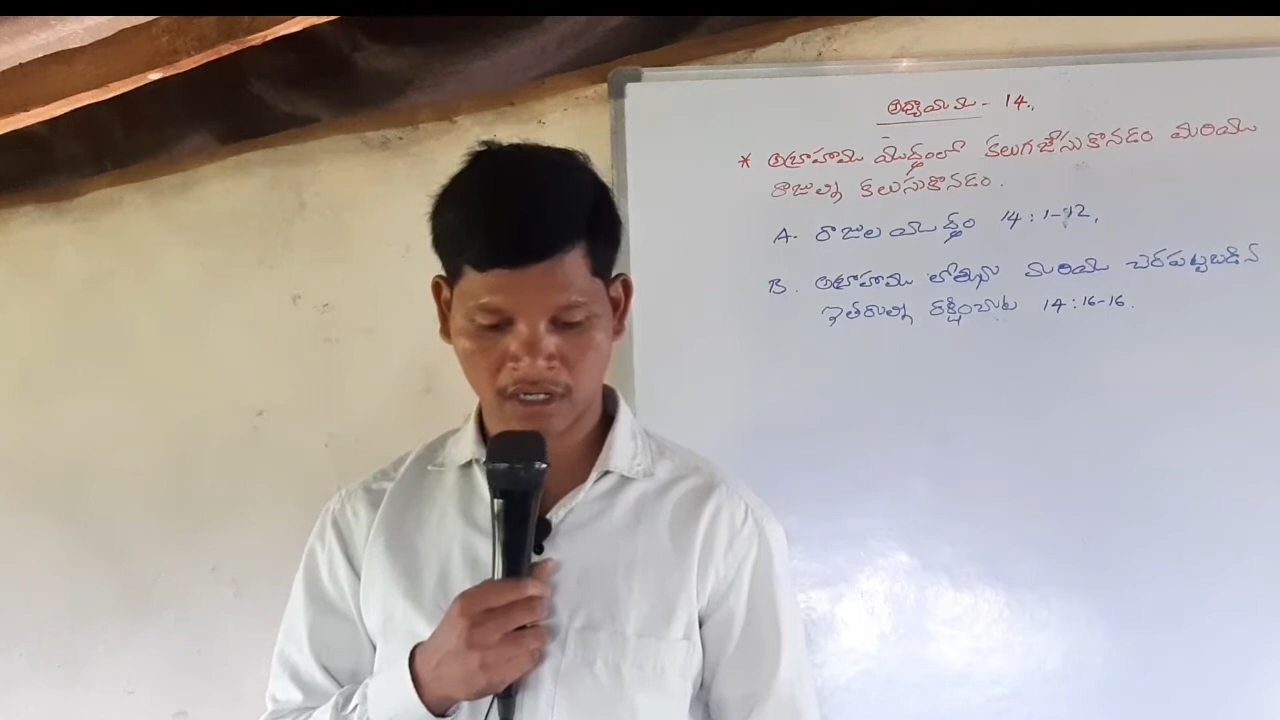 అధ్యాయము - 14.
* అబ్రాహాము యొద్ధంలో కలుగజేసుకొనడం మరియు
రాజుల్ని కలుసుకొనడం.
A. రాజుల యొద్ధం 14:1-12,
B. అబ్రాహాము లోతును మరియు చెరపట్టబడిన
ఇతరుల్ని రక్షించుట 14:16-16.